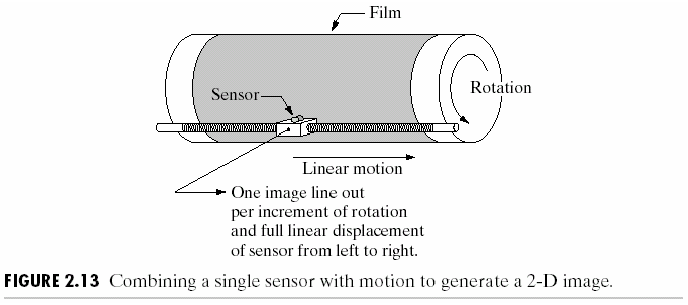 Film
Rotation
Sensor
Linear motion
One image line out
per increment of rotation
and full linear displacement
of sensor from left to right.
FIGURE 2.13 Combining a single sensor with motion to generate a 2-D image.